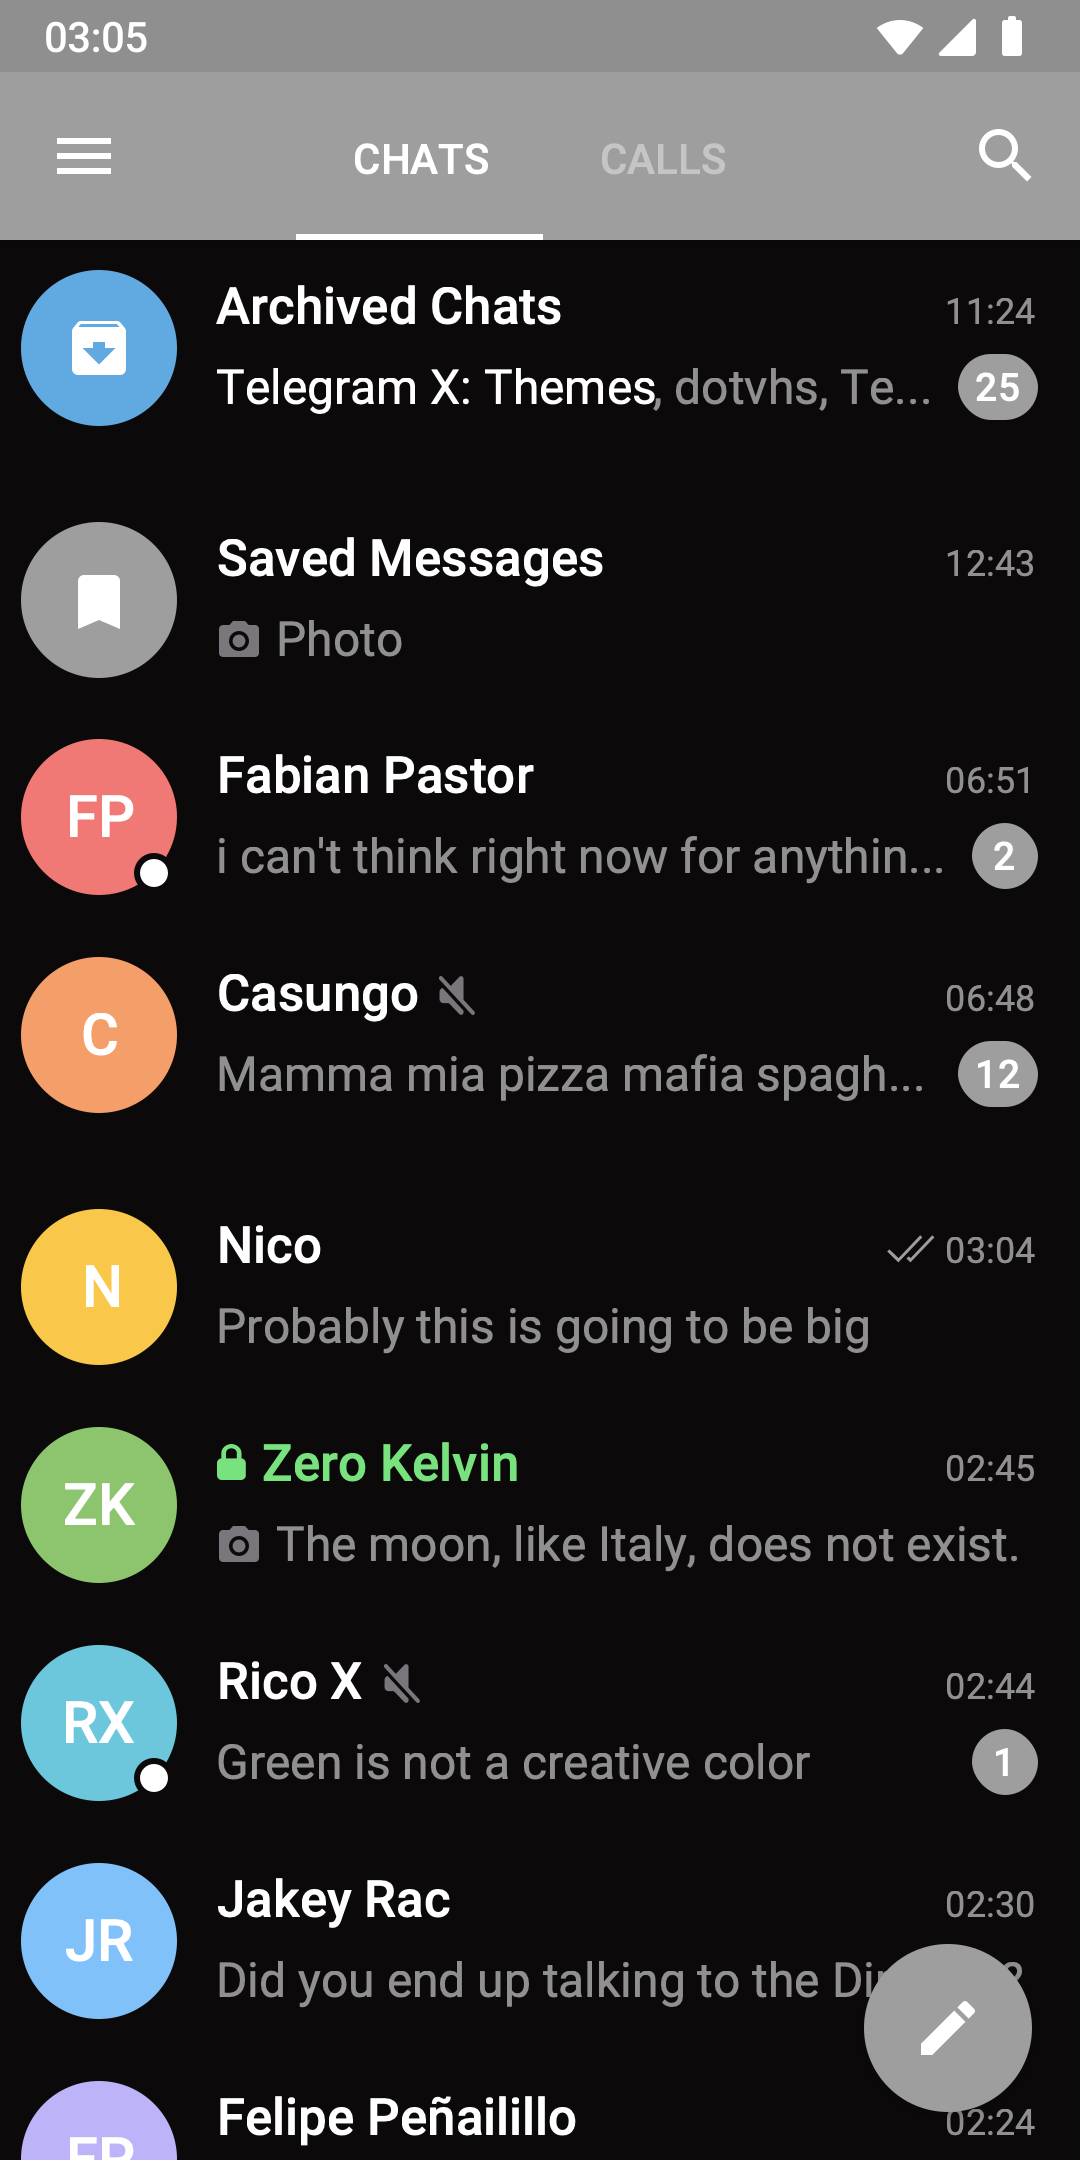 03:05
CHATS CALLS
Archived Chats 11:24
Telegram X: Themes, dotvhs, Te... 25
Saved Messages 12:43
Photo
FP Fabian Pastor 06:51
i can't think right now for anythin... 2
C Casungo 06:48
Mamma mia pizza mafia spagh... 12
N Nico 03:04
Probably this is going to be big
ZK Zero Kelvin 02:45
The moon, like Italy, does not exist.
RX Rico X 02:44
Green is not a creative color 1
JR Jakey Rac 02:30
Did you end up talking to the
FP Felipe Peñailillo 02:24